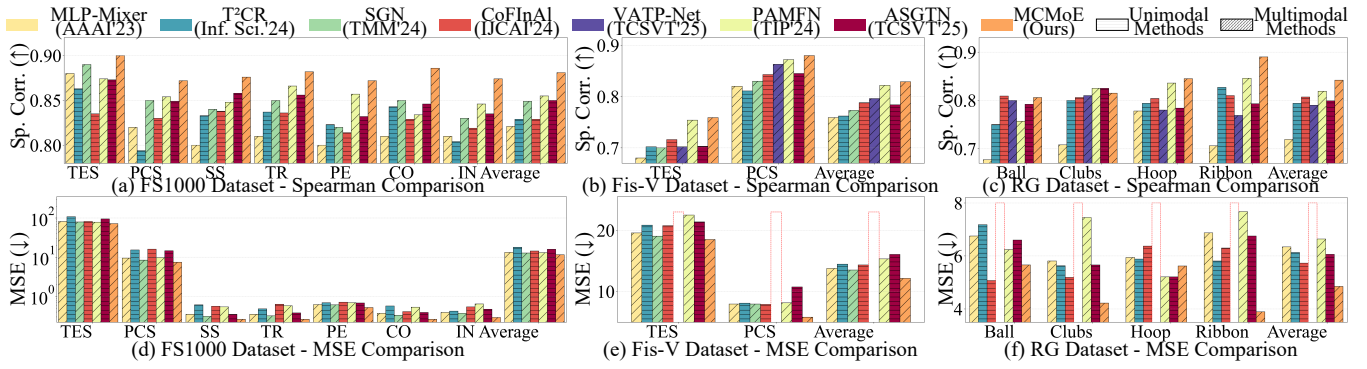 MLP-Mixer T²CR SGN CoFInAl VATP-Net PAMFN ASGTN MCMoE Unimodal Multimodal
(AAAI'23) (Inf. Sci.'24) (TMM'24) (IJCAI'24) (TCSVT'25) (TIP'24) (TCSVT'25) (Ours) Methods Methods
Sp. Corr. (↑)
0.90
0.85
0.80
TES PCS SS TR PE CO IN Average
(a) FS1000 Dataset - Spearman Comparison
Sp. Corr. (↑)
0.9
0.8
0.7
TES PCS Average
(b) Fis-V Dataset - Spearman Comparison
Sp. Corr. (↑)
0.9
0.8
0.7
Ball Clubs Hoop Ribbon Average
(c) RG Dataset - Spearman Comparison
MSE (↓)
10²
10¹
10⁰
TES PCS SS TR PE CO IN Average
(d) FS1000 Dataset - MSE Comparison
MSE (↓)
20
10
TES PCS Average
(e) Fis-V Dataset - MSE Comparison
MSE (↓)
8
6
4
Ball Clubs Hoop Ribbon Average
(f) RG Dataset - MSE Comparison